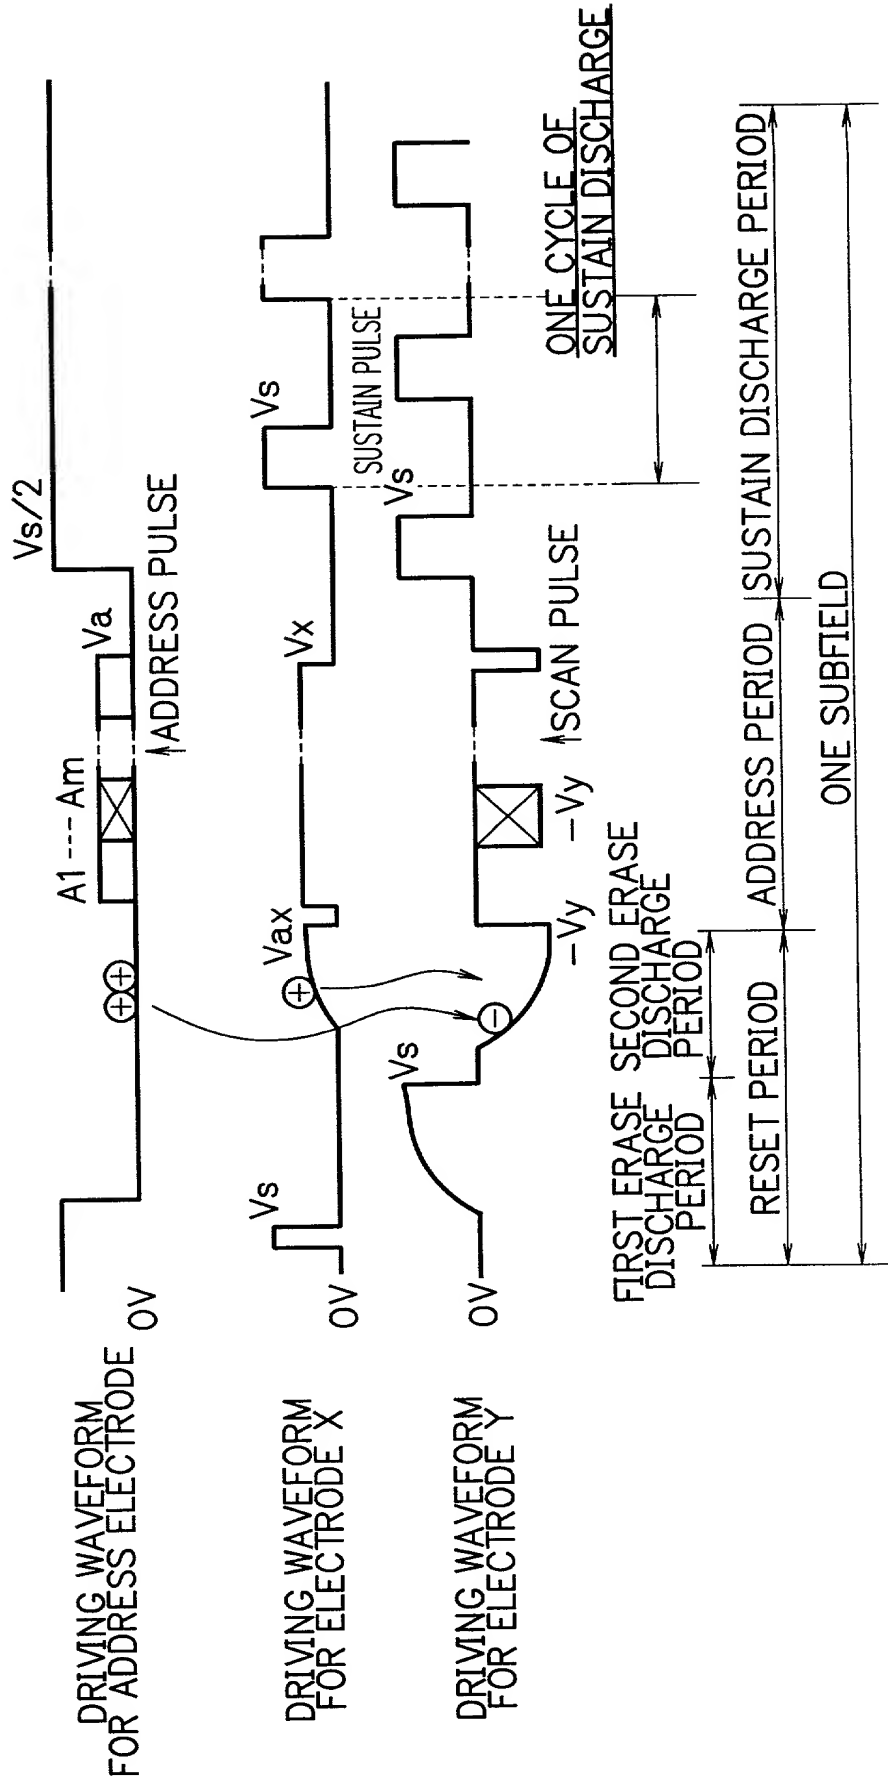 DRIVING WAVEFORM
FOR ADDRESS ELECTRODE
0V
A1 ---- Am
Va
Vs/2
ADDRESS PULSE
DRIVING WAVEFORM
FOR ELECTRODE X
0V
Vs
Vax
Vx
Vs
SUSTAIN PULSE
DRIVING WAVEFORM
FOR ELECTRODE Y
0V
Vs
-Vy
-Vy
SCAN PULSE
Vs
ONE CYCLE OF
SUSTAIN DISCHARGE
FIRST ERASE
DISCHARGE
PERIOD
SECOND ERASE
DISCHARGE
PERIOD
RESET PERIOD
ADDRESS PERIOD
SUSTAIN DISCHARGE PERIOD
ONE SUBFIELD